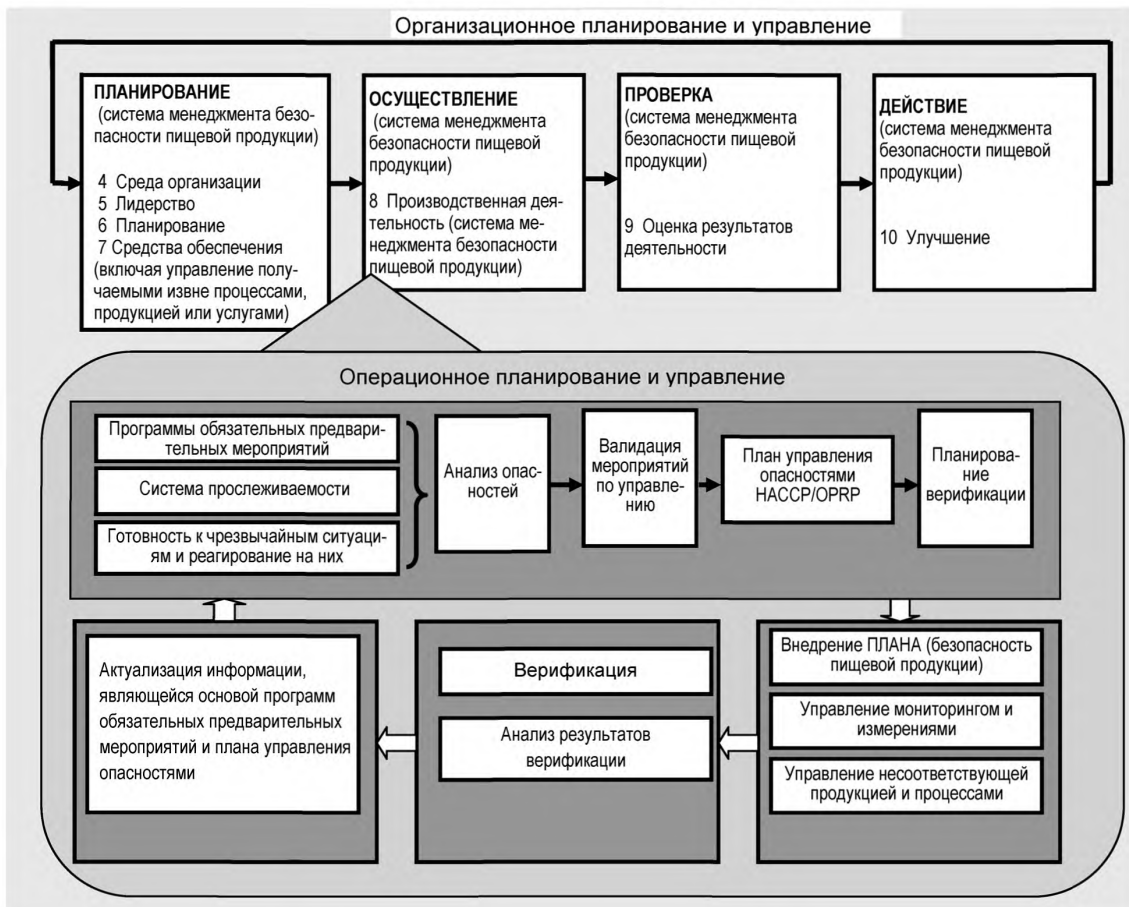 Организационное планирование и управление
ПЛАНИРОВАНИЕ
(система менеджмента безо-
пасности пищевой продукции)
4 Среда организации
5 Лидерство
6 Планирование
7 Средства обеспечения
(включая управление полу-
чаемыми извне процессами,
продукцией или услугами)
ОСУЩЕСТВЛЕНИЕ
(система менеджмента
безопасности пищевой
продукции)
8 Производственная дея-
тельность (система ме-
неджмента безопасности
пищевой продукции)
ПРОВЕРКА
(система менеджмента
безопасности пищевой
продукции)
9 Оценка результатов
деятельности
ДЕЙСТВИЕ
(система менеджмента
безопасности пищевой
продукции)
10 Улучшение
Операционное планирование и управление
Программы обязательных предвари-
тельных мероприятий
Система прослеживаемости
Готовность к чрезвычайным ситуаци-
ям и реагирование на них
Анализ опас-
ностей
Валидация
мероприятий
по управле-
нию
План управления
опасностями
HACCP/OPRP
Планирова-
ние
верификации
Внедрение ПЛАНА (безопасность
пищевой продукции)
Управление мониторингом и
измерениями
Управление несоответствующей
продукцией и процессами
Верификация
Анализ результатов
верификации
Актуализация информации,
являющейся основой программ
обязательных предварительных
мероприятий и плана управления
опасностями